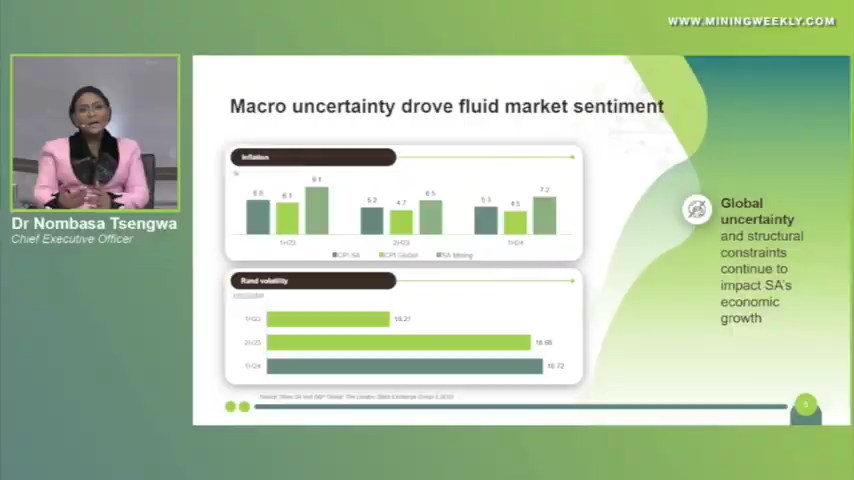 WWW.MININGWEEKLY.COM
Macro uncertainty drove fluid market sentiment
Inflation
%
9.1
6.8 6.1
5.2 4.7 6.5
5.3 4.5 7.2
1H23 2H23 1H24
CPI SA CPI Global SA Mining
Rand volatility
1H23 18.21
2H23 18.68
1H24 18.72
Dr Nombasa Tsengwa
Chief Executive Officer
Global
uncertainty
and structural
constraints
continue to
impact SA's
economic
growth
5